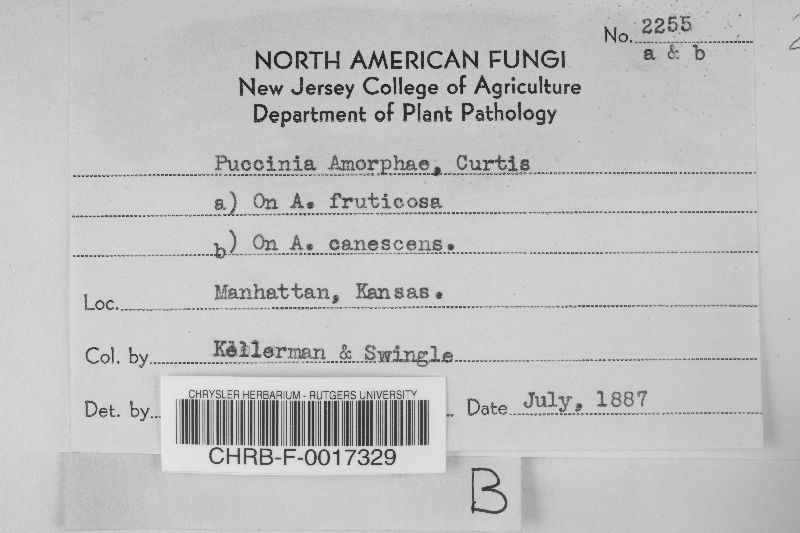 No. 2255
a & b
NORTH AMERICAN FUNGI
New Jersey College of Agriculture
Department of Plant Pathology
Puccinia Amorphae, Curtis
a) On A. fruticosa
b) On A. canescens.
Loc. Manhattan, Kansas.
Col. by Kellerman & Swingle
Det. by Date July, 1887
CHRYSLER HERBARIUM - RUTGERS UNIVERSITY
CHRB-F-0017329
B